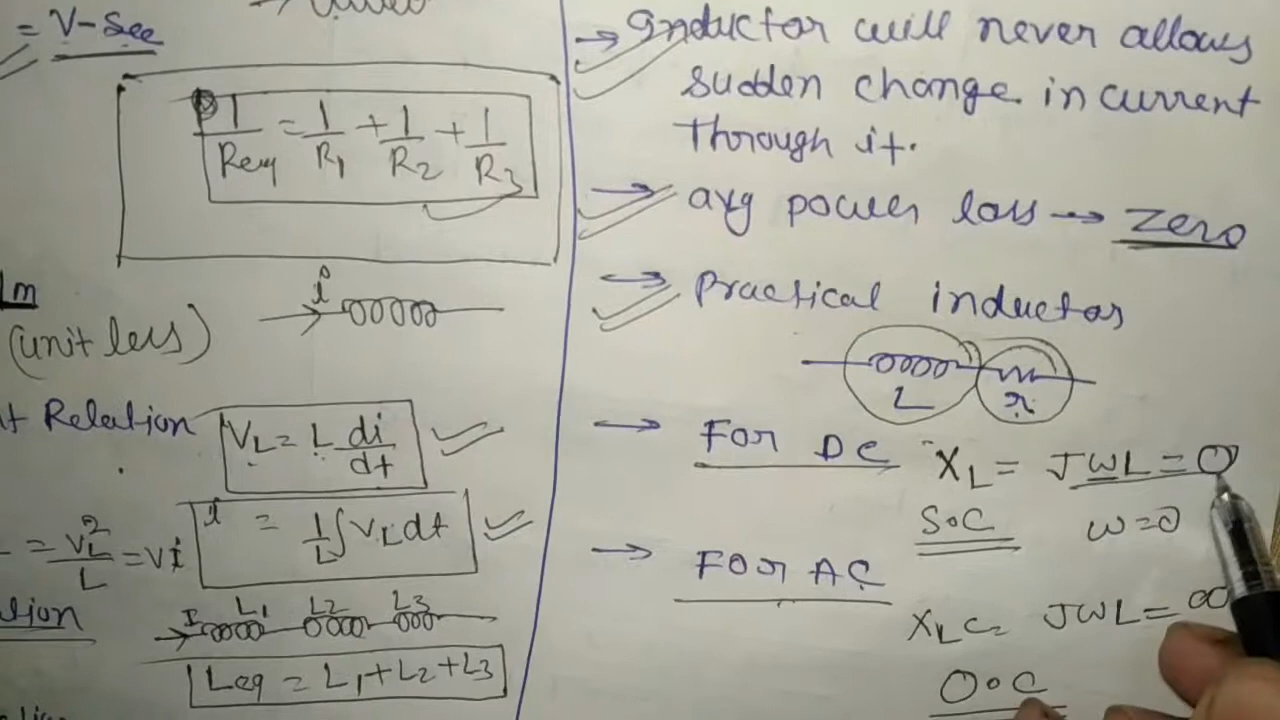 = V-See
1/Req = 1/R1 + 1/R2 + 1/R3
i
(unit less)
Relation VL = L di/dt
i = 1/L ∫ VL dt
= VL²/L = Vi
I L1 L2 L3
Leq = L1 + L2 + L3
→ Inductor will never allows
sudden change in current
Through it.
→ avg power loss → Zero
→ Practical inductor
L r
→ For DC XL = JWL = 0
S.C W=0
→ For AC
XL = JWL = ∞
O.C